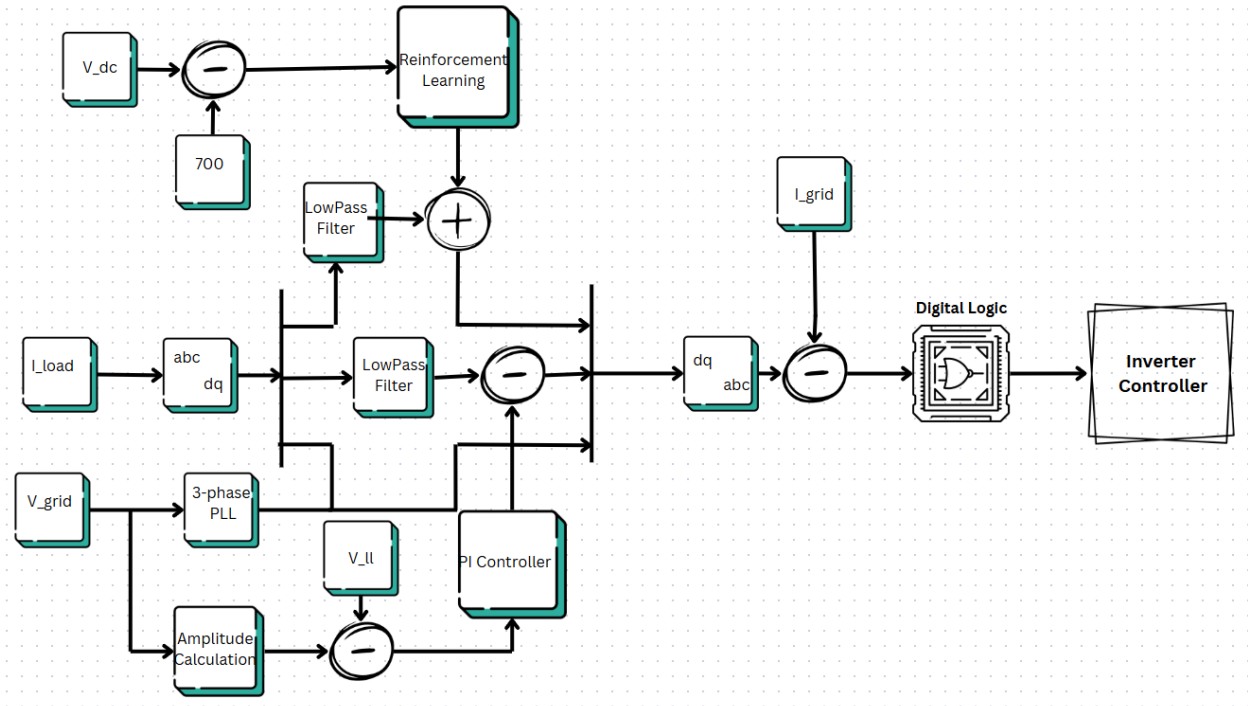 V_dc
Reinforcement
Learning
700
LowPass
Filter
I_grid
Digital Logic
I_load
abc
dq
LowPass
Filter
dq
abc
Inverter
Controller
V_grid
3-phase
PLL
V_ll
PI Controller
Amplitude
Calculation